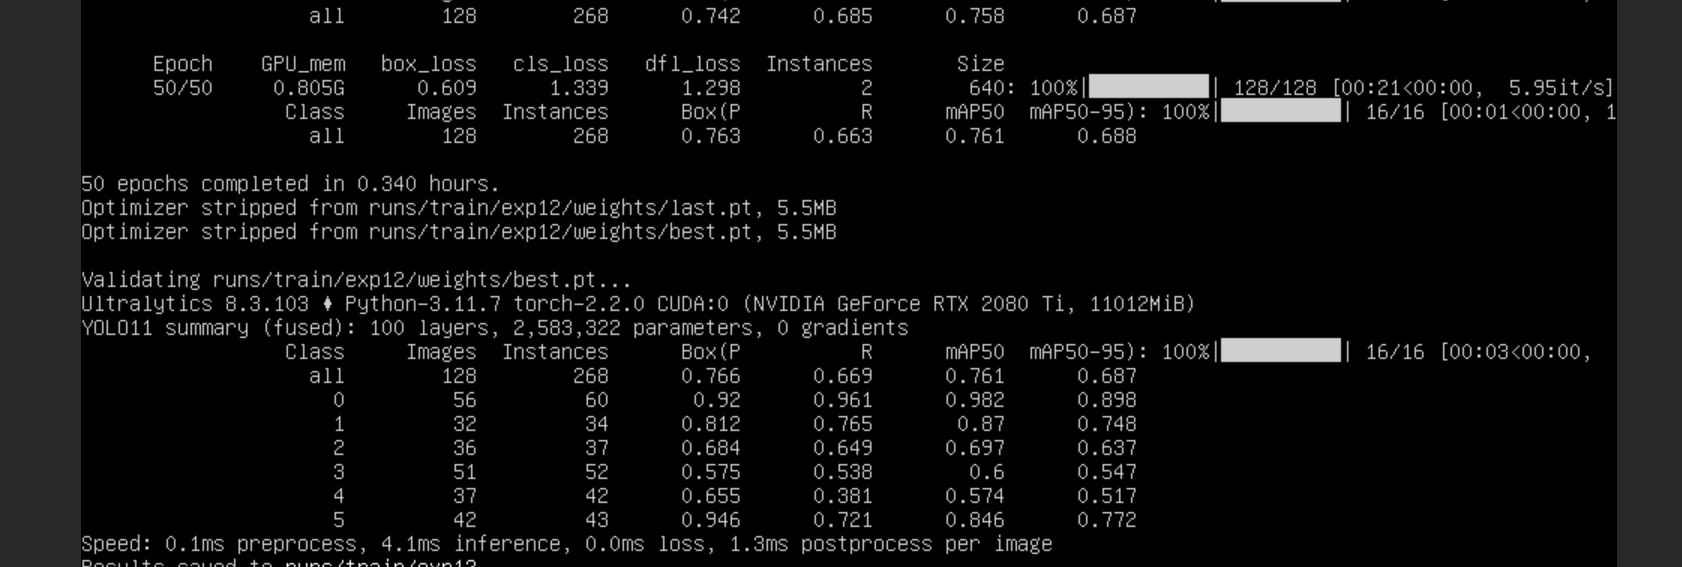 all 128 268 0.742 0.685 0.758 0.687
Epoch GPU_mem box_loss cls_loss dfl_loss Instances Size
50/50 0.805G 0.609 1.339 1.298 2 640: 100%|██████████| 128/128 [00:21<00:00, 5.95it/s]
Class Images Instances Box(P R mAP50 mAP50-95): 100%|██████████| 16/16 [00:01<00:00, 1
all 128 268 0.763 0.663 0.761 0.688
50 epochs completed in 0.340 hours.
Optimizer stripped from runs/train/exp12/weights/last.pt, 5.5MB
Optimizer stripped from runs/train/exp12/weights/best.pt, 5.5MB
Validating runs/train/exp12/weights/best.pt...
Ultralytics 8.3.103 ♦ Python-3.11.7 torch-2.2.0 CUDA:0 (NVIDIA GeForce RTX 2080 Ti, 11012MiB)
YOLO11 summary (fused): 100 layers, 2,583,322 parameters, 0 gradients
Class Images Instances Box(P R mAP50 mAP50-95): 100%|██████████| 16/16 [00:03<00:00,
all 128 268 0.766 0.669 0.761 0.687
0 56 60 0.92 0.961 0.982 0.898
1 32 34 0.812 0.765 0.87 0.748
2 36 37 0.684 0.649 0.697 0.637
3 51 52 0.575 0.538 0.6 0.547
4 37 42 0.655 0.381 0.574 0.517
5 42 43 0.946 0.721 0.846 0.772
Speed: 0.1ms preprocess, 4.1ms inference, 0.0ms loss, 1.3ms postprocess per image
Results saved to runs/train/exp12